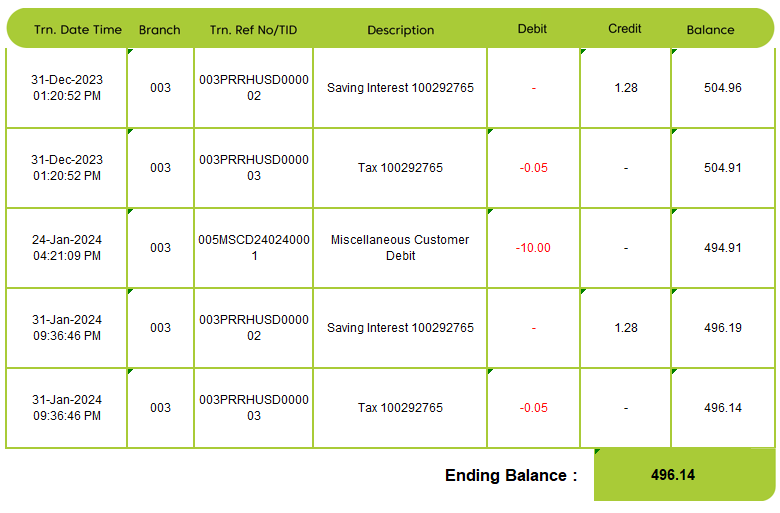 Trn. Date Time Branch Trn. Ref No/TID Description Debit Credit Balance
31-Dec-2023
01:20:52 PM
003
003PRRHUSD0000
02
Saving Interest 100292765
-
1.28
504.96
31-Dec-2023
01:20:52 PM
003
003PRRHUSD0000
03
Tax 100292765
-0.05
-
504.91
24-Jan-2024
04:21:09 PM
003
005MSCD24024000
1
Miscellaneous Customer
Debit
-10.00
-
494.91
31-Jan-2024
09:36:46 PM
003
003PRRHUSD0000
02
Saving Interest 100292765
-
1.28
496.19
31-Jan-2024
09:36:46 PM
003
003PRRHUSD0000
03
Tax 100292765
-0.05
-
496.14
Ending Balance : 496.14